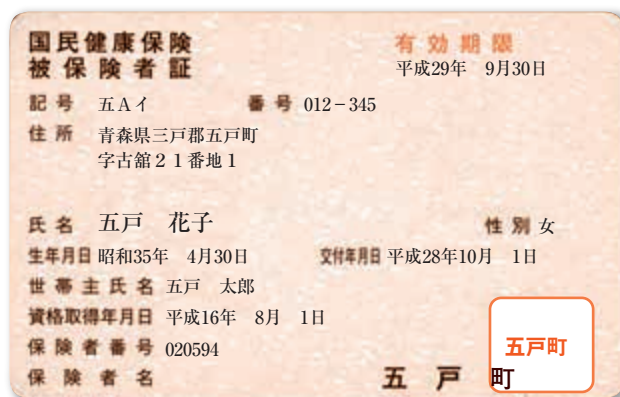 国民健康保険
被保険者証
有効期限
平成29年　9月30日
記号　五Aイ　番号 012－345
住所　青森県三戸郡五戸町
字古舘２１番地１
氏名　五戸　花子　性別 女
生年月日 昭和35年　4月30日　交付年月日 平成28年10月　1日
世帯主氏名　五戸　太郎
資格取得年月日　平成16年　8月　1日
保険者番号　020594
保険者名　五戸町
五戸町